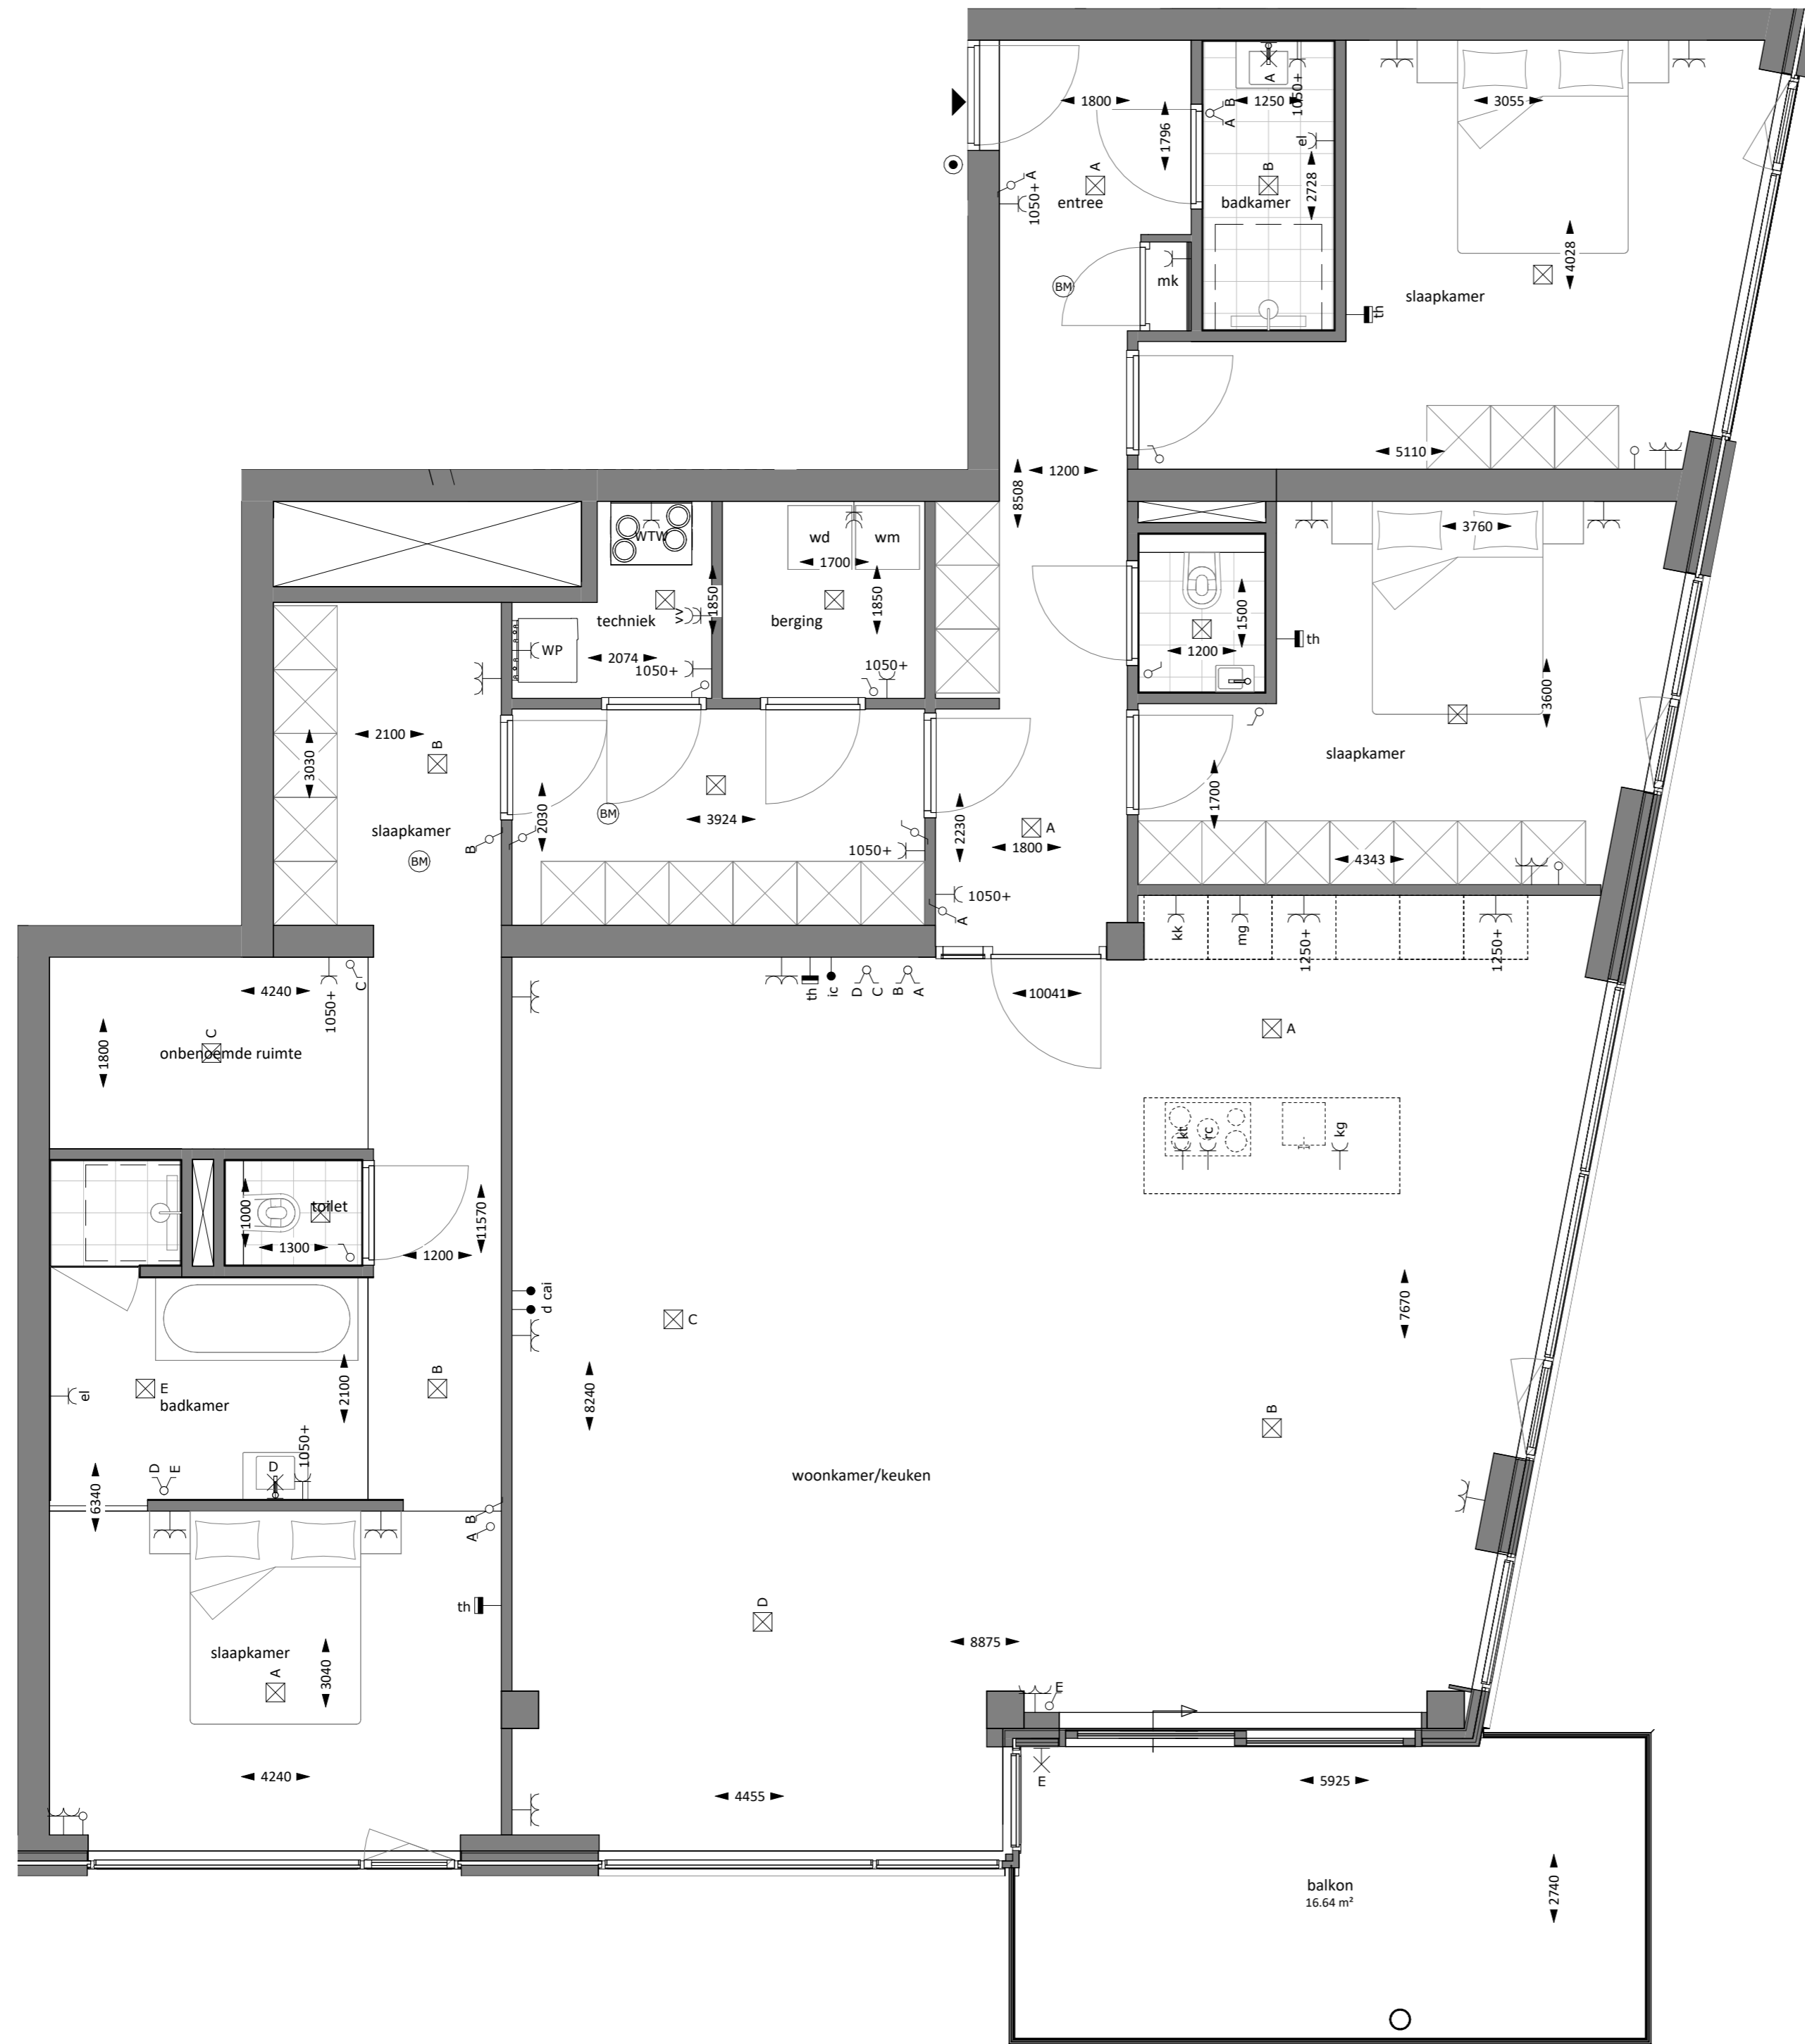 1800
1796
A
B
1250
1050+
A
3055
el
2728
A
B
A
1050+
entree
badkamer
4028
BM
mk
slaapkamer
th
5110
1200
8508
WTW
wd
wm
1700
3760
1850
1850
techniek
vv
berging
1500
1200
th
WP
2074
1050+
1050+
3600
2100
B
3030
slaapkamer
1700
slaapkamer
2030
BM
3924
2230
A
1800
B
BM
1050+
1050+
A
4343
kk
mg
1250+
1250+
4240
1050+
C
th
ic
D
C
B
A
10041
1800
C
onbenoemde ruimte
A
kt
rc
kg
1000
toilet
1300
1200
11570
d cai
C
7670
8240
2100
B
E
badkamer
el
B
D
E
D
1050+
woonkamer/keuken
6340
B
A
th
D
8875
slaapkamer
A
3040
E
4240
4455
E
5925
balkon
16.64 m²
2740